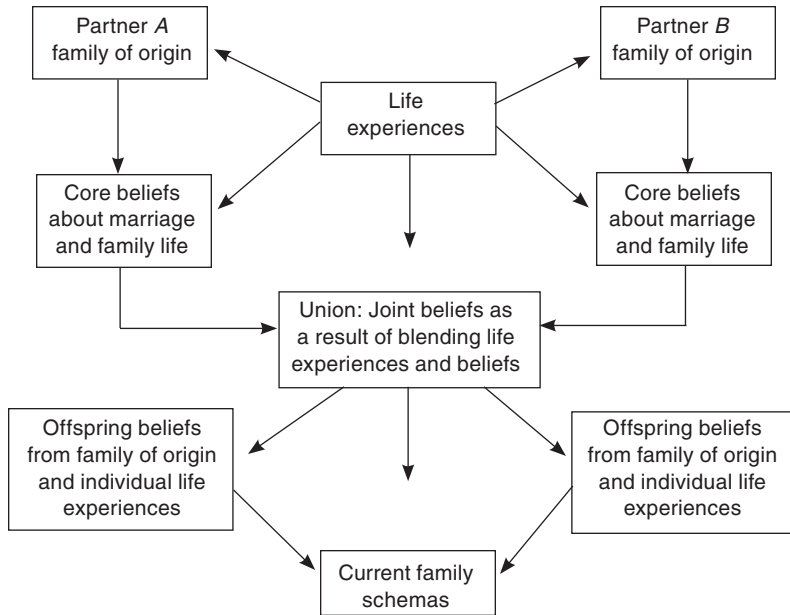 Partner A
family of origin
Partner B
family of origin
Life
experiences
Core beliefs
about marriage
and family life
Core beliefs
about marriage
and family life
Union: Joint beliefs as
a result of blending life
experiences and beliefs
Offspring beliefs
from family of origin
and individual life
experiences
Offspring beliefs
from family of origin
and individual life
experiences
Current family
schemas